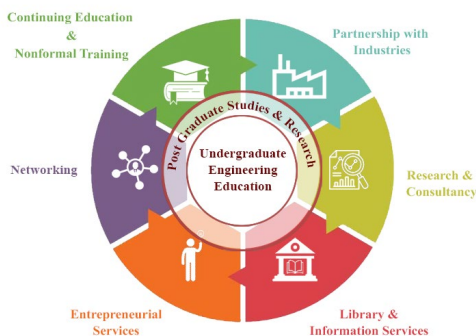 Continuing Education
&
Nonformal Training
Partnership with
Industries
Post Graduate Studies & Research
Undergraduate
Engineering
Education
Networking
Research &
Consultancy
Entrepreneurial
Services
Library &
Information Services